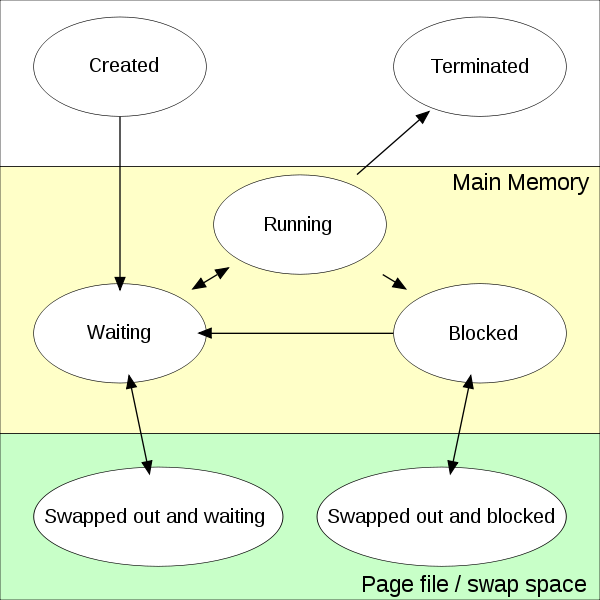 Created
Terminated
Main Memory
Running
Waiting
Blocked
Swapped out and waiting
Swapped out and blocked
Page file / swap space